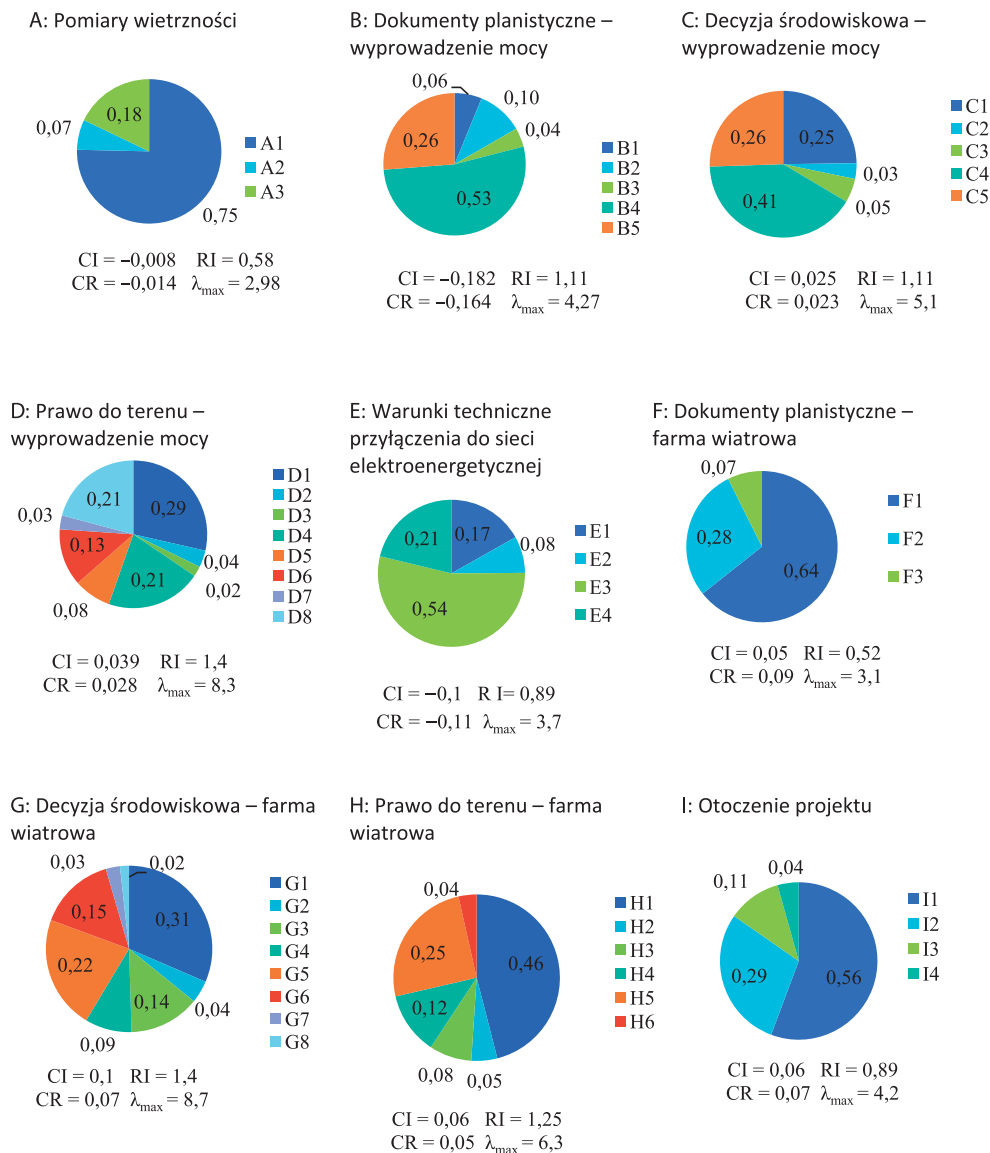 A: Pomiary wietrzności
0,18
0,07
0,75
A1
A2
A3
CI = –0,008 RI = 0,58
CR = –0,014 λmax = 2,98
B: Dokumenty planistyczne –
wyprowadzenie mocy
0,06
0,10
0,04
0,26
0,53
B1
B2
B3
B4
B5
CI = –0,182 RI = 1,11
CR = –0,164 λmax = 4,27
C: Decyzja środowiskowa –
wyprowadzenie mocy
0,26
0,25
0,03
0,05
0,41
C1
C2
C3
C4
C5
CI = 0,025 RI = 1,11
CR = 0,023 λmax = 5,1
D: Prawo do terenu –
wyprowadzenie mocy
0,21
0,29
0,03
0,13
0,04
0,02
0,21
0,08
D1
D2
D3
D4
D5
D6
D7
D8
CI = 0,039 RI = 1,4
CR = 0,028 λmax = 8,3
E: Warunki techniczne
przyłączenia do sieci
elektroenergetycznej
0,21
0,17
0,08
0,54
E1
E2
E3
E4
CI = –0,1 R I= 0,89
CR = –0,11 λmax = 3,7
F: Dokumenty planistyczne –
farma wiatrowa
0,07
0,28
0,64
F1
F2
F3
CI = 0,05 RI = 0,52
CR = 0,09 λmax = 3,1
G: Decyzja środowiskowa – farma
wiatrowa
0,03
0,02
0,15
0,31
0,22
0,14
0,04
0,09
G1
G2
G3
G4
G5
G6
G7
G8
CI = 0,1 RI = 1,4
CR = 0,07 λmax = 8,7
H: Prawo do terenu – farma
wiatrowa
0,04
0,25
0,46
0,12
0,08
0,05
H1
H2
H3
H4
H5
H6
CI = 0,06 RI = 1,25
CR = 0,05 λmax = 6,3
I: Otoczenie projektu
0,04
0,11
0,29
0,56
I1
I2
I3
I4
CI = 0,06 RI = 0,89
CR = 0,07 λmax = 4,2